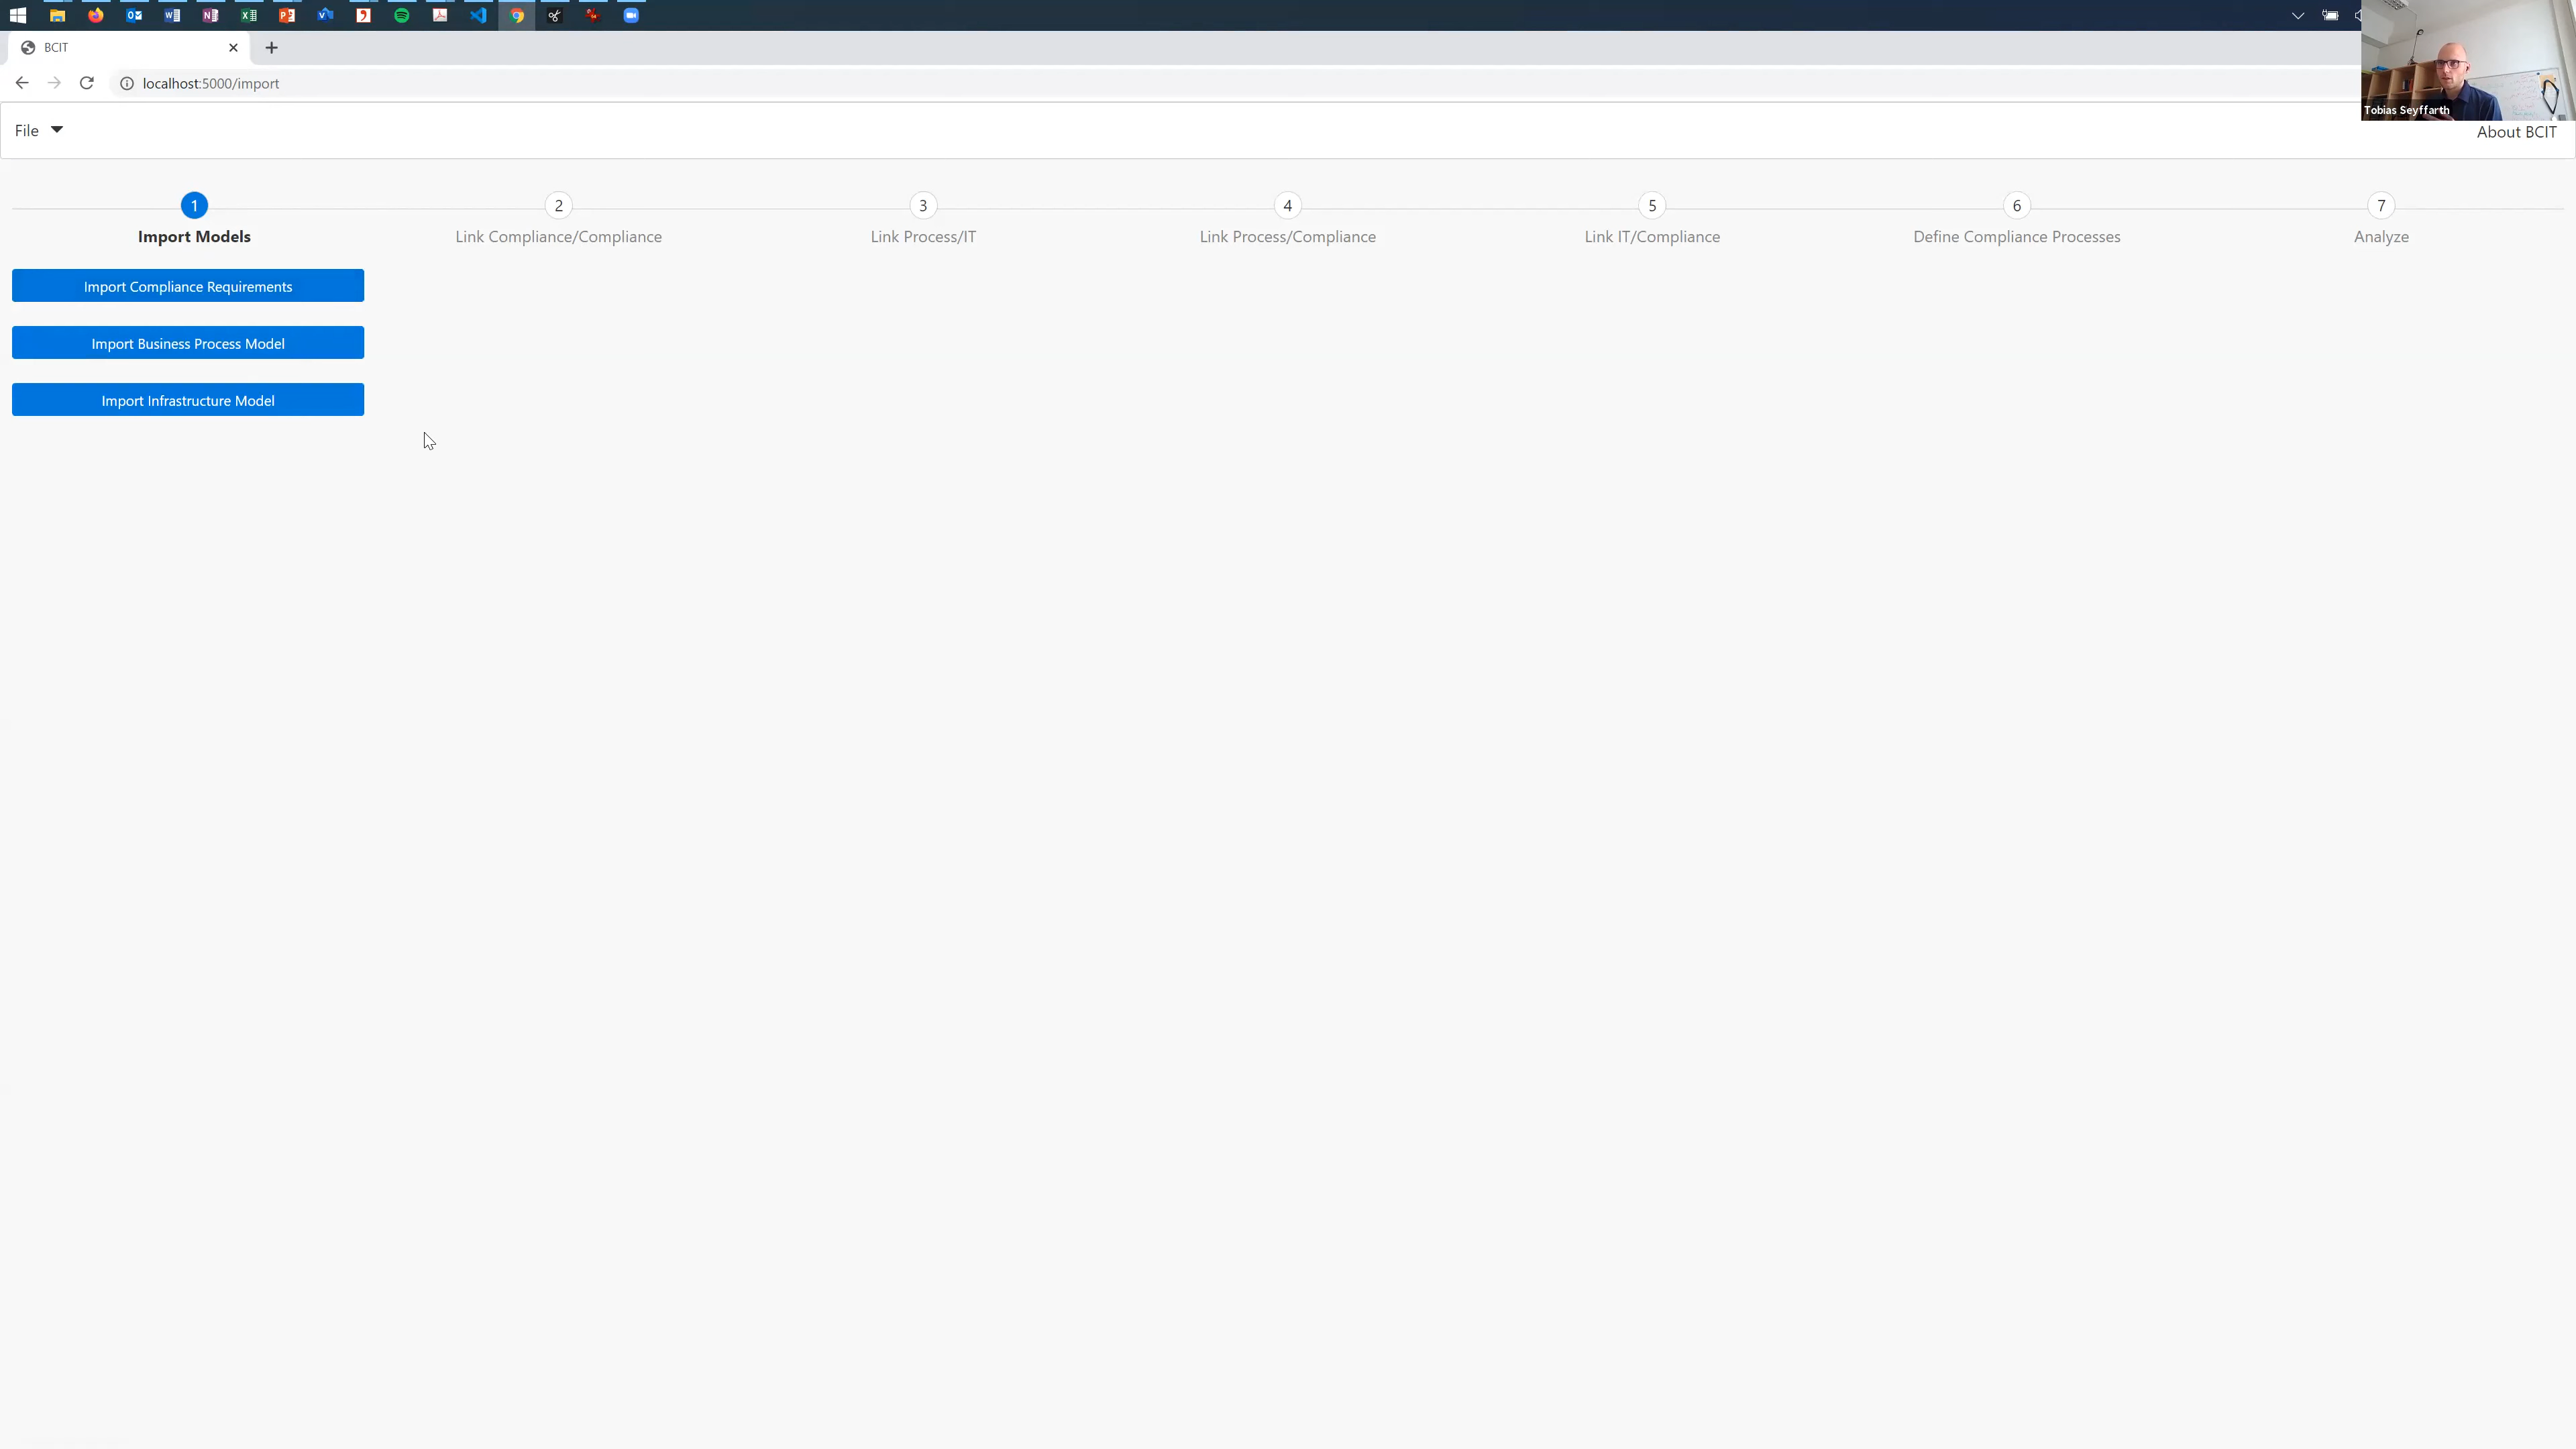 BCIT
localhost:5000/import
Tobias Seyffarth
File
About BCIT
1 2 3 4 5 6 7
Import Models Link Compliance/Compliance Link Process/IT Link Process/Compliance Link IT/Compliance Define Compliance Processes Analyze
Import Compliance Requirements
Import Business Process Model
Import Infrastructure Model